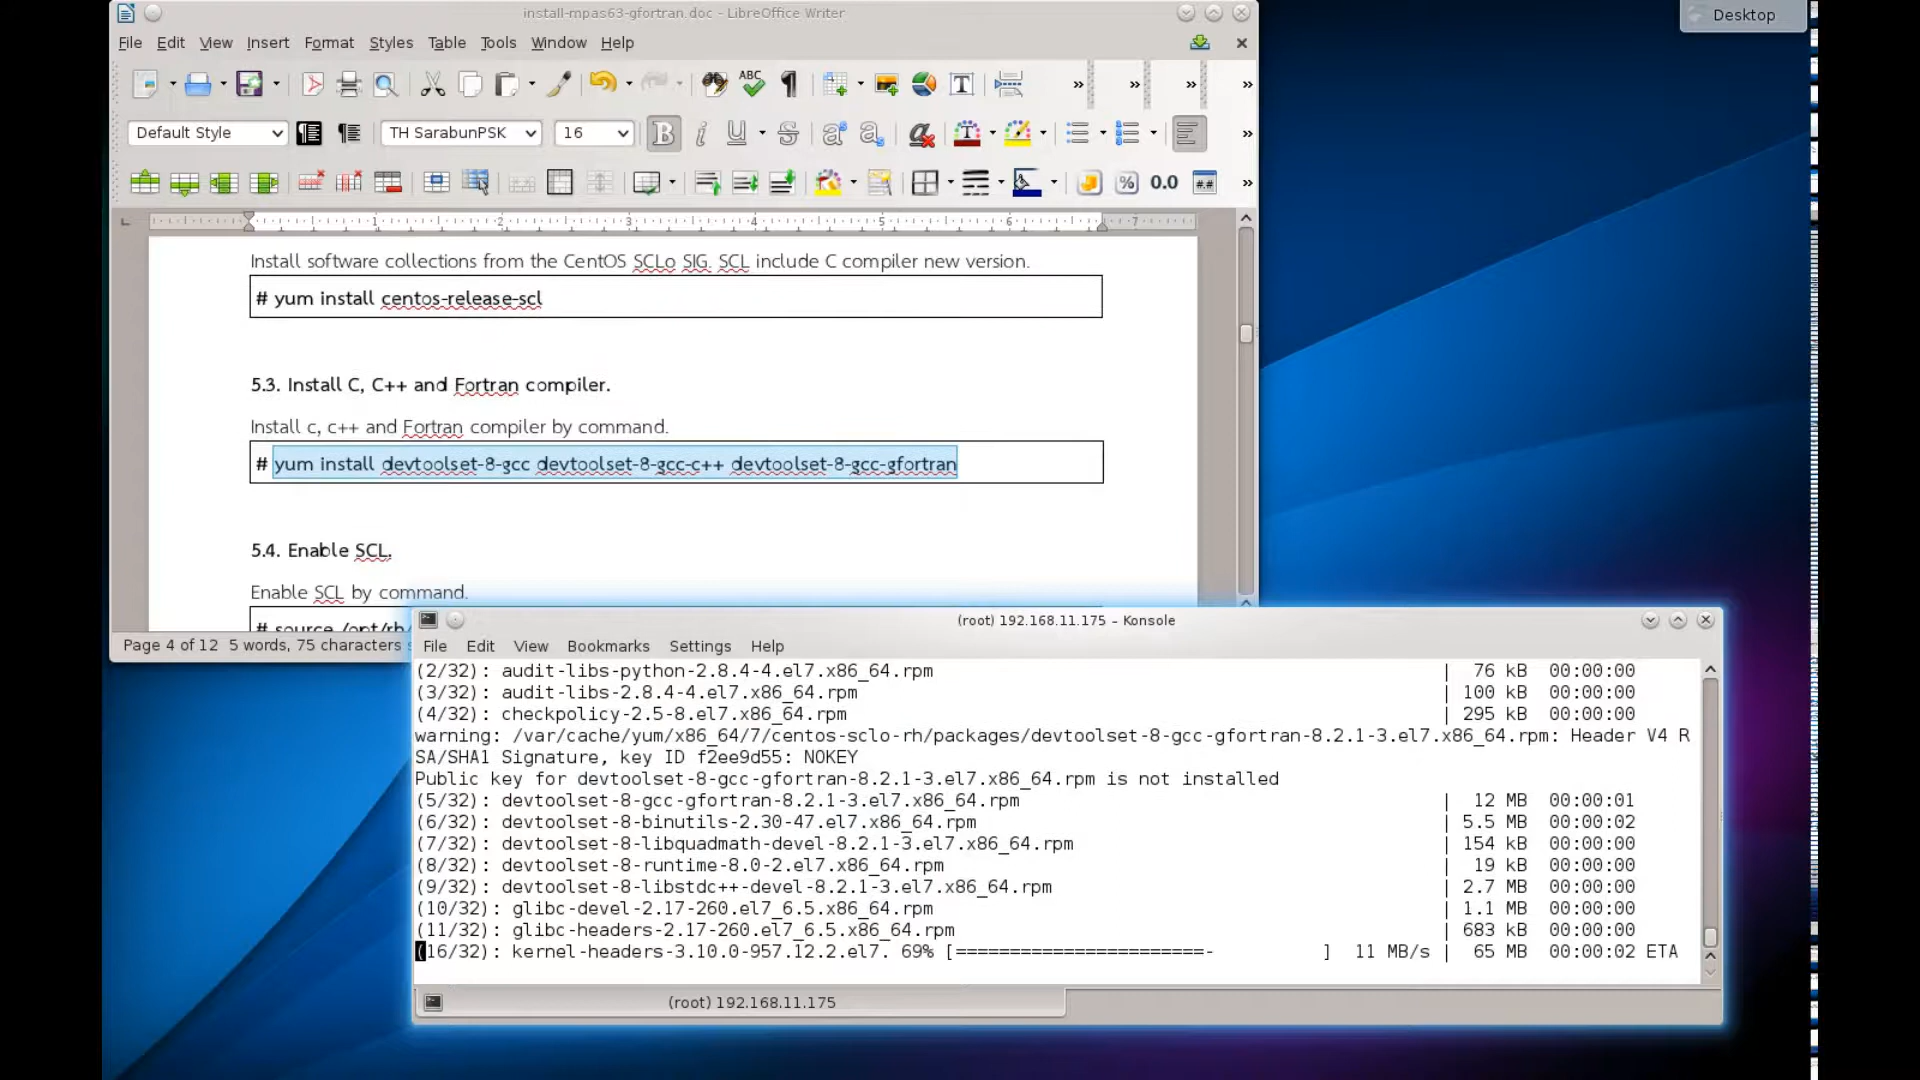 install-mpas63-gfortran.doc - LibreOffice Writer
Desktop
File Edit View Insert Format Styles Table Tools Window Help
ABC
Default Style TH SarabunPSK 16
% 0.0
1 2 3 4 5 6 7
Install software collections from the CentOS SCLo SIG. SCL include C compiler new version.
# yum install centos-release-scl
5.3. Install C, C++ and Fortran compiler.
Install c, c++ and Fortran compiler by command.
# yum install devtoolset-8-gcc devtoolset-8-gcc-c++ devtoolset-8-gcc-gfortran
5.4. Enable SCL.
Enable SCL by command.
# source /opt/rh/
Page 4 of 12 5 words, 75 characters
(root) 192.168.11.175 – Konsole
File Edit View Bookmarks Settings Help
(2/32): audit-libs-python-2.8.4-4.el7.x86_64.rpm | 76 kB 00:00:00
(3/32): audit-libs-2.8.4-4.el7.x86_64.rpm | 100 kB 00:00:00
(4/32): checkpolicy-2.5-8.el7.x86_64.rpm | 295 kB 00:00:00
warning: /var/cache/yum/x86_64/7/centos-sclo-rh/packages/devtoolset-8-gcc-gfortran-8.2.1-3.el7.x86_64.rpm: Header V4 R
SA/SHA1 Signature, key ID f2ee9d55: NOKEY
Public key for devtoolset-8-gcc-gfortran-8.2.1-3.el7.x86_64.rpm is not installed
(5/32): devtoolset-8-gcc-gfortran-8.2.1-3.el7.x86_64.rpm | 12 MB 00:00:01
(6/32): devtoolset-8-binutils-2.30-47.el7.x86_64.rpm | 5.5 MB 00:00:02
(7/32): devtoolset-8-libquadmath-devel-8.2.1-3.el7.x86_64.rpm | 154 kB 00:00:00
(8/32): devtoolset-8-runtime-8.0-2.el7.x86_64.rpm | 19 kB 00:00:00
(9/32): devtoolset-8-libstdc++-devel-8.2.1-3.el7.x86_64.rpm | 2.7 MB 00:00:00
(10/32): glibc-devel-2.17-260.el7_6.5.x86_64.rpm | 1.1 MB 00:00:00
(11/32): glibc-headers-2.17-260.el7_6.5.x86_64.rpm | 683 kB 00:00:00
(16/32): kernel-headers-3.10.0-957.12.2.el7. 69% [=======================- ] 11 MB/s | 65 MB 00:00:02 ETA
(root) 192.168.11.175